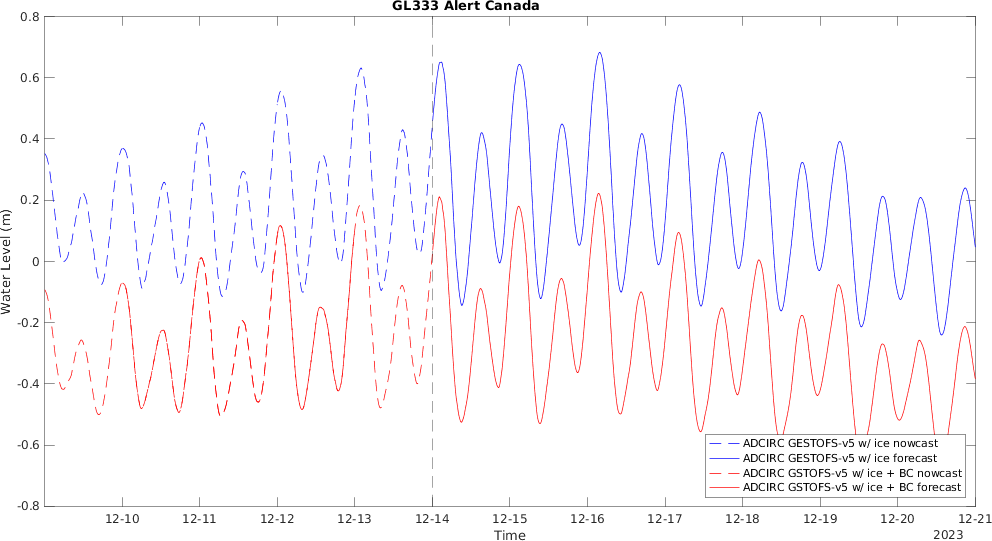 GL333 Alert Canada
0.8
0.6
0.4
0.2
0
-0.2
-0.4
-0.6
-0.8
Water Level (m)
ADCIRC GESTOFS-v5 w/ ice nowcast
ADCIRC GESTOFS-v5 w/ ice forecast
ADCIRC GSTOFS-v5 w/ ice + BC nowcast
ADCIRC GSTOFS-v5 w/ ice + BC forecast
12-10 12-11 12-12 12-13 12-14 12-15 12-16 12-17 12-18 12-19 12-20 12-21
Time
2023